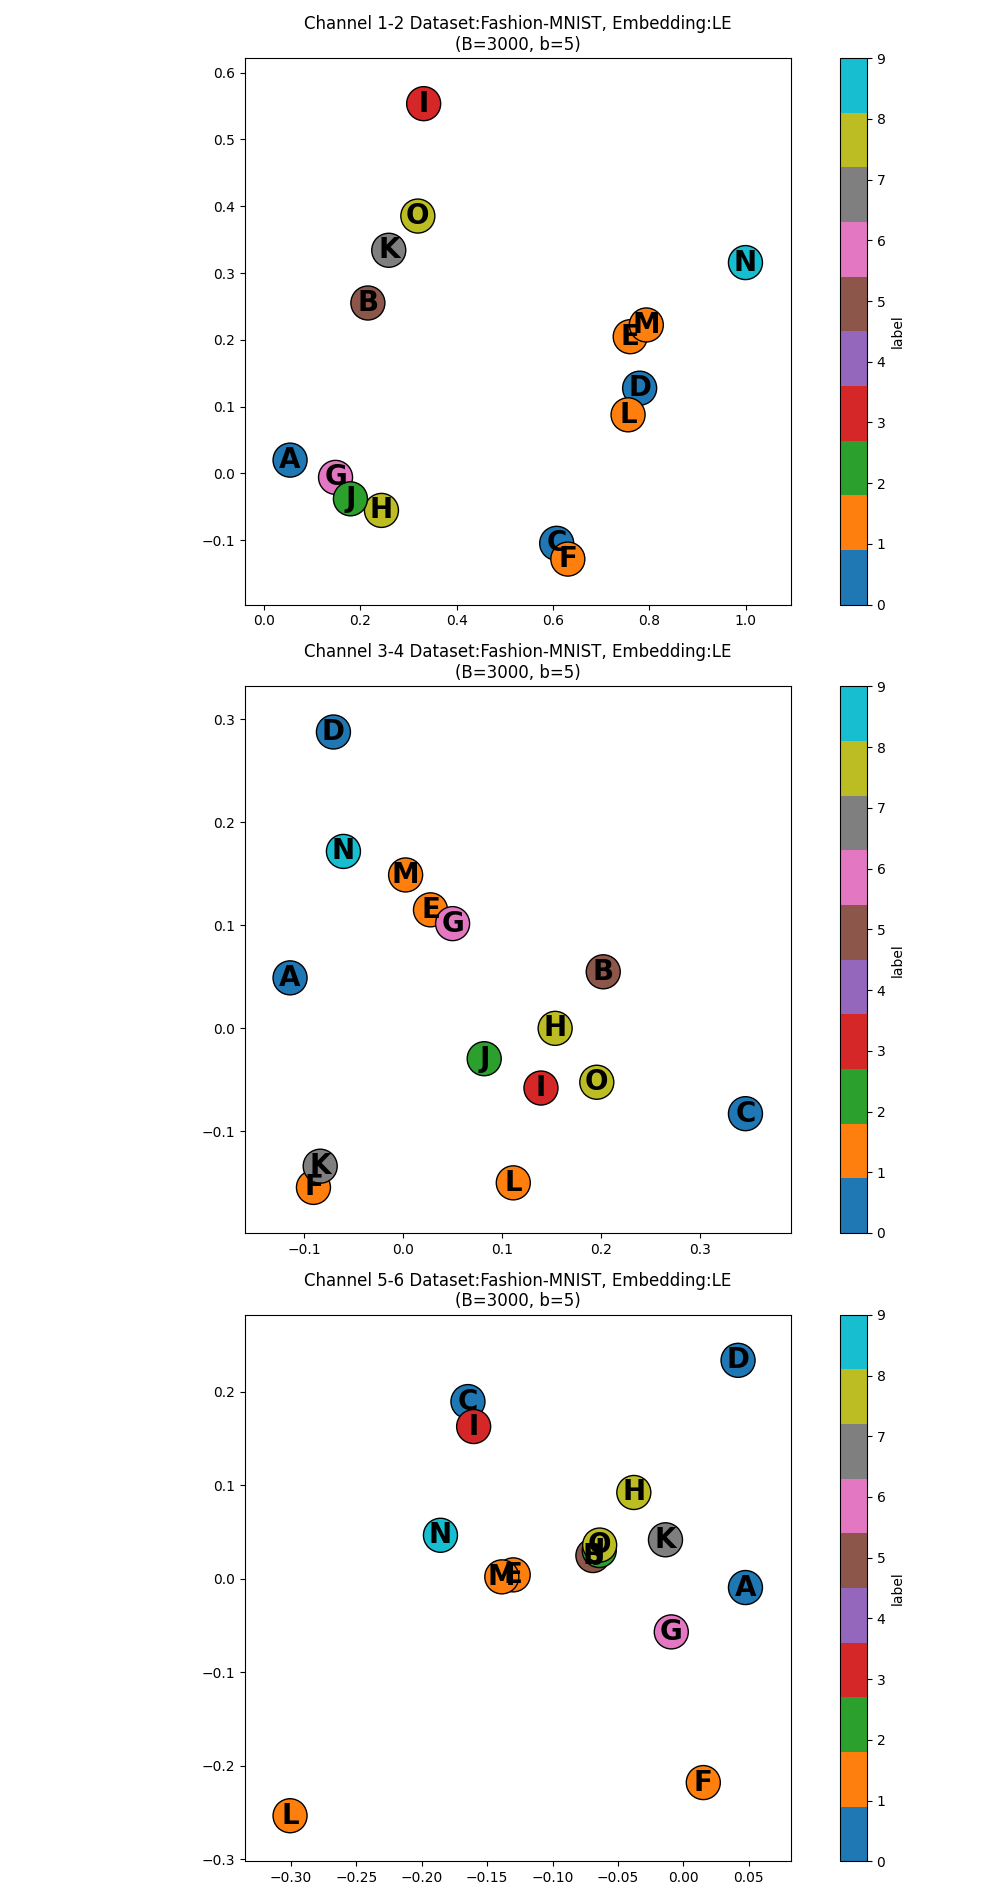 Channel 1-2 Dataset:Fashion-MNIST, Embedding:LE
(B=3000, b=5)
0.6
0.5
0.4
0.3
0.2
0.1
0.0
−0.1
0.0 0.2 0.4 0.6 0.8 1.0
I
O
K
B
N
M
E
D
L
A
G
J
H
C
F
9
8
7
6
5
4
3
2
1
0
label
Channel 3-4 Dataset:Fashion-MNIST, Embedding:LE
(B=3000, b=5)
0.3
0.2
0.1
0.0
−0.1
−0.1 0.0 0.1 0.2 0.3
D
N
M
E
G
A
B
H
J
I
O
C
K
F
L
9
8
7
6
5
4
3
2
1
0
label
Channel 5-6 Dataset:Fashion-MNIST, Embedding:LE
(B=3000, b=5)
0.2
0.1
0.0
−0.1
−0.2
−0.3
−0.30 −0.25 −0.20 −0.15 −0.10 −0.05 0.00 0.05
D
C
I
H
N
O
J
B
K
M
E
A
G
F
L
9
8
7
6
5
4
3
2
1
0
label